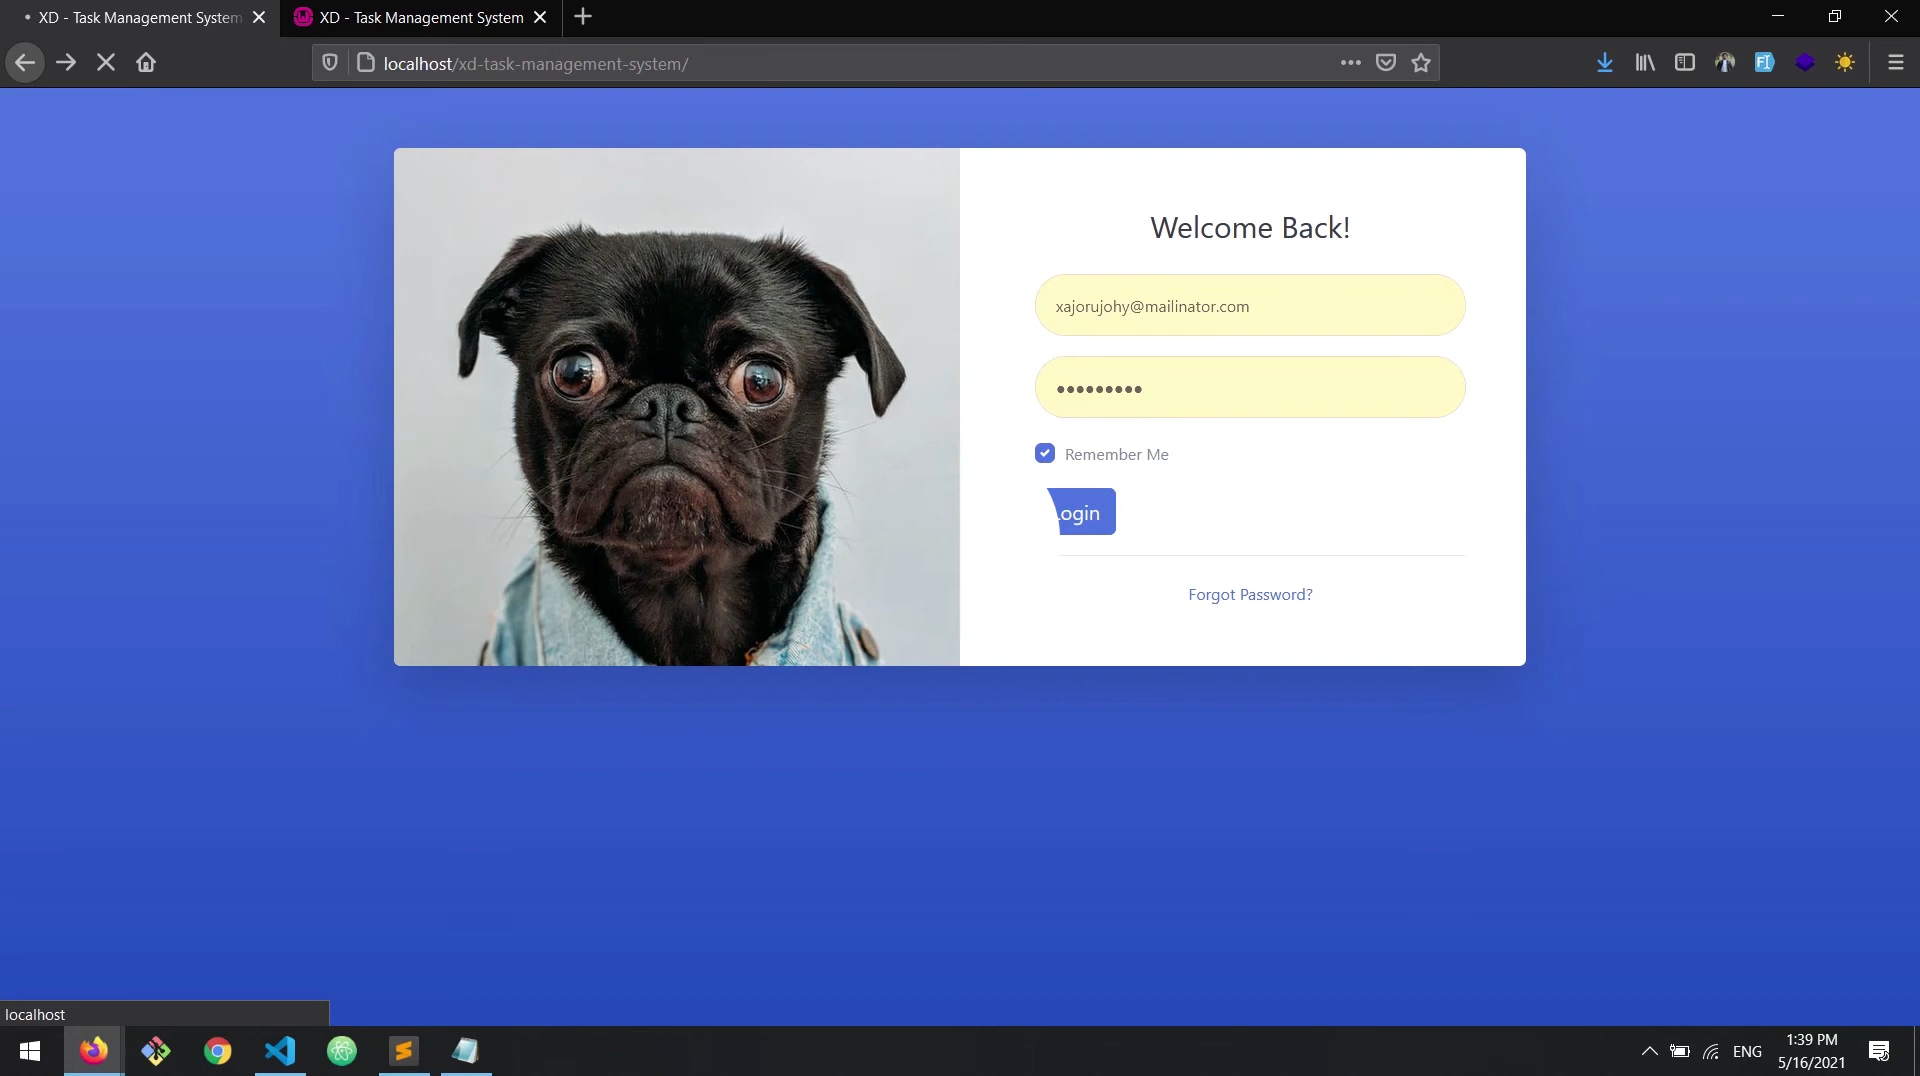 XD - Task Management System
XD - Task Management System
localhost/xd-task-management-system/
Welcome Back!
xajorujohy@mailinator.com
Remember Me
ogin
Forgot Password?
localhost
ENG
1:39 PM
5/16/2021